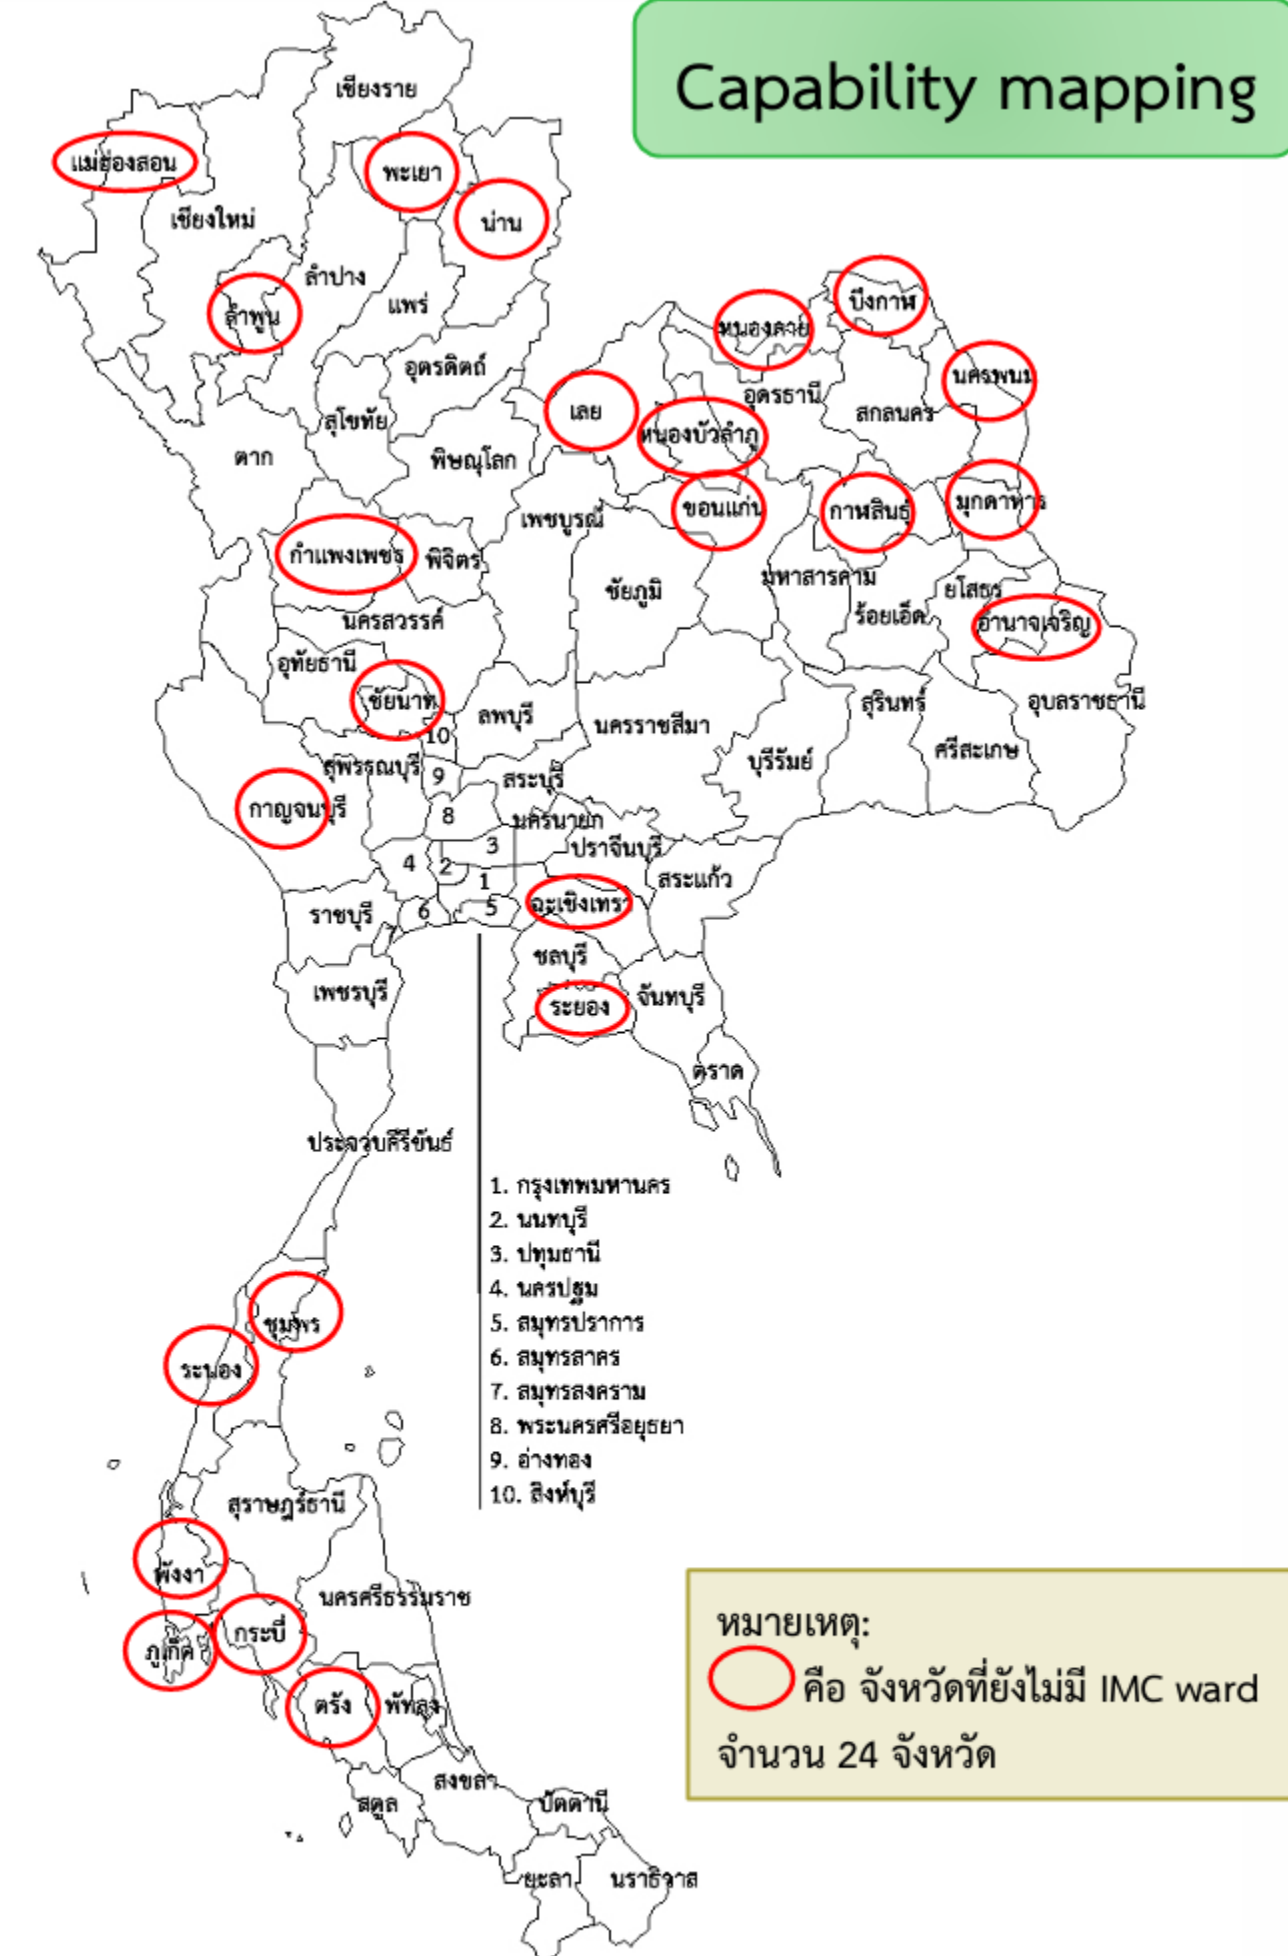 Capability mapping
เชียงราย
แม่ฮ่องสอน
พะเยา
น่าน
เชียงใหม่
ลำปาง
แพร่
ลำพูน
บึงกาฬ
หนองคาย
อุตรดิตถ์
นครพนม
อุดรธานี
เลย
สกลนคร
สุโขทัย
หนองบัวลำภู
ตาก
พิษณุโลก
มุกดาหาร
ขอนแก่น
กาฬสินธุ์
เพชรบูรณ์
กำแพงเพชร
พิจิตร
มหาสารคาม
ชัยภูมิ
ยโสธร
ร้อยเอ็ด
นครสวรรค์
อำนาจเจริญ
อุทัยธานี
ชัยนาท
สุรินทร์
อุบลราชธานี
ลพบุรี
นครราชสีมา
10
ศรีสะเกษ
บุรีรัมย์
สุพรรณบุรี
9
สระบุรี
กาญจนบุรี
8
นครนายก
3
ปราจีนบุรี
4
2
1
สระแก้ว
ฉะเชิงเทรา
ราชบุรี
6
5
7
ชลบุรี
เพชรบุรี
จันทบุรี
ระยอง
ตราด
ประจวบคีรีขันธ์
1. กรุงเทพมหานคร
2. นนทบุรี
3. ปทุมธานี
4. นครปฐม
5. สมุทรปราการ
6. สมุทรสาคร
7. สมุทรสงคราม
8. พระนครศรีอยุธยา
9. อ่างทอง
10. สิงห์บุรี
ชุมพร
ระนอง
สุราษฎร์ธานี
พังงา
นครศรีธรรมราช
กระบี่
ภูเก็ต
ตรัง
พัทลุง
สงขลา
สตูล
ปัตตานี
ยะลา
นราธิวาส
หมายเหตุ:
คือ จังหวัดที่ยังไม่มี IMC ward
จำนวน 24 จังหวัด